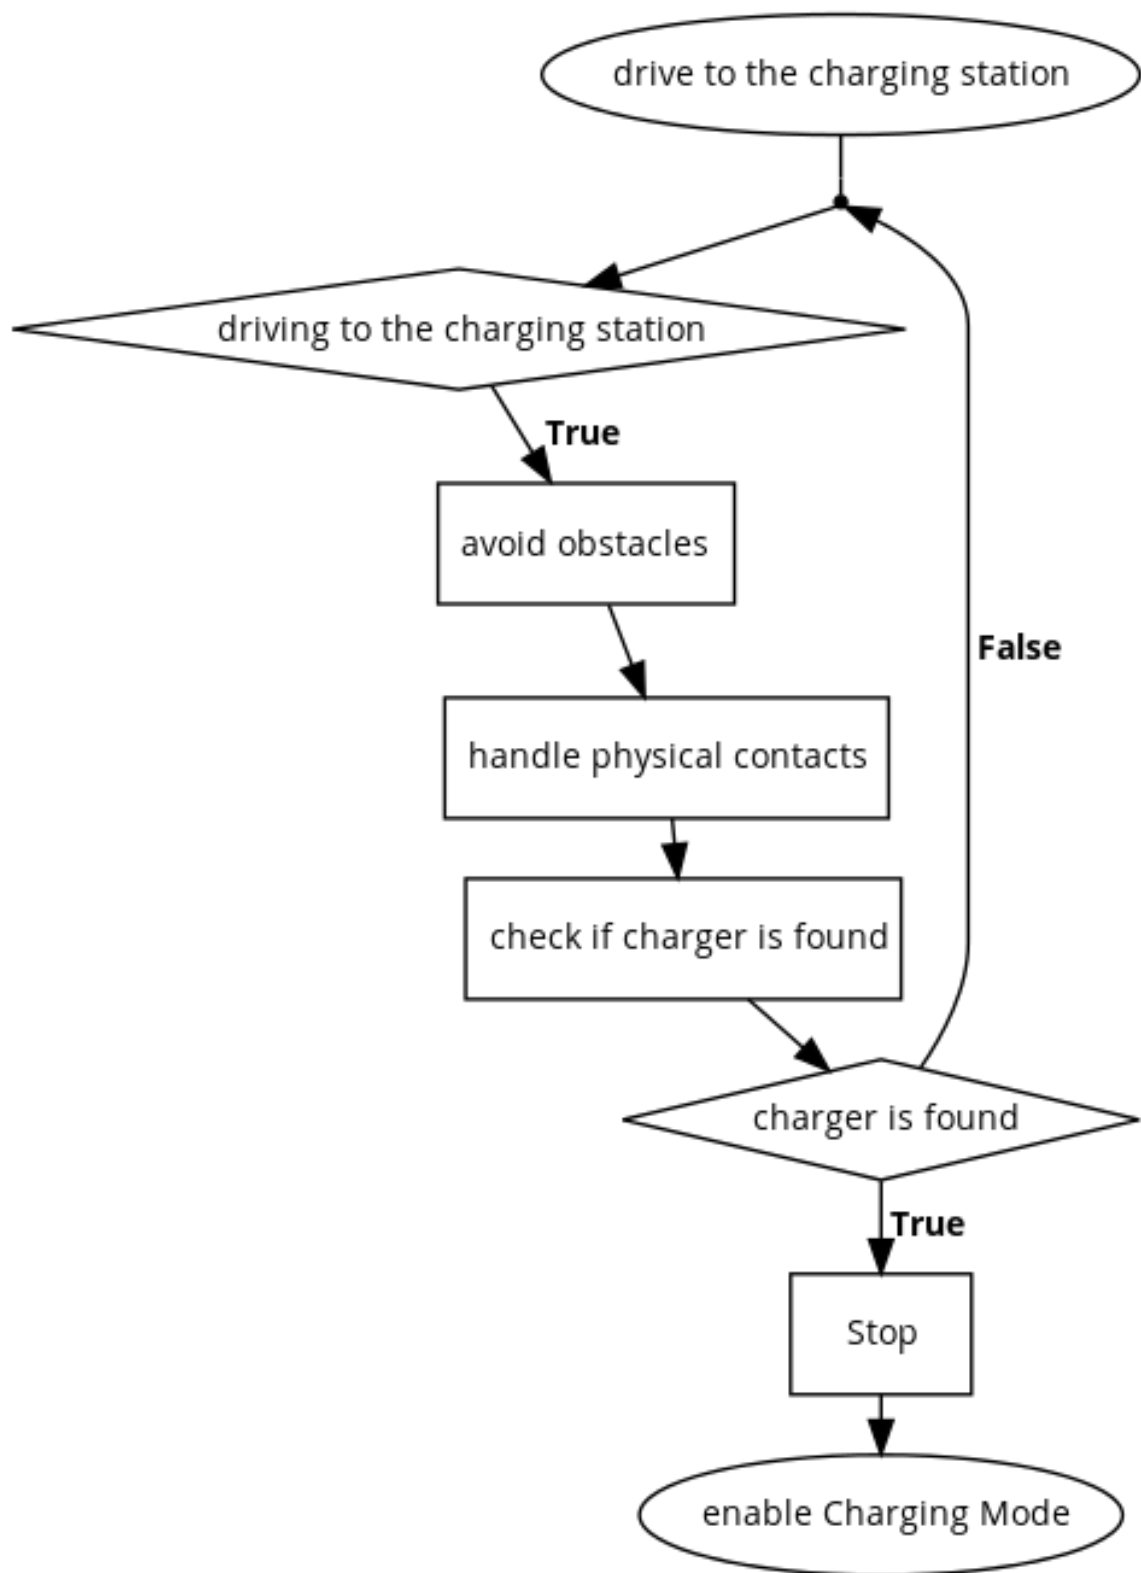 drive to the charging station
driving to the charging station
True
avoid obstacles
False
handle physical contacts
check if charger is found
charger is found
True
Stop
enable Charging Mode